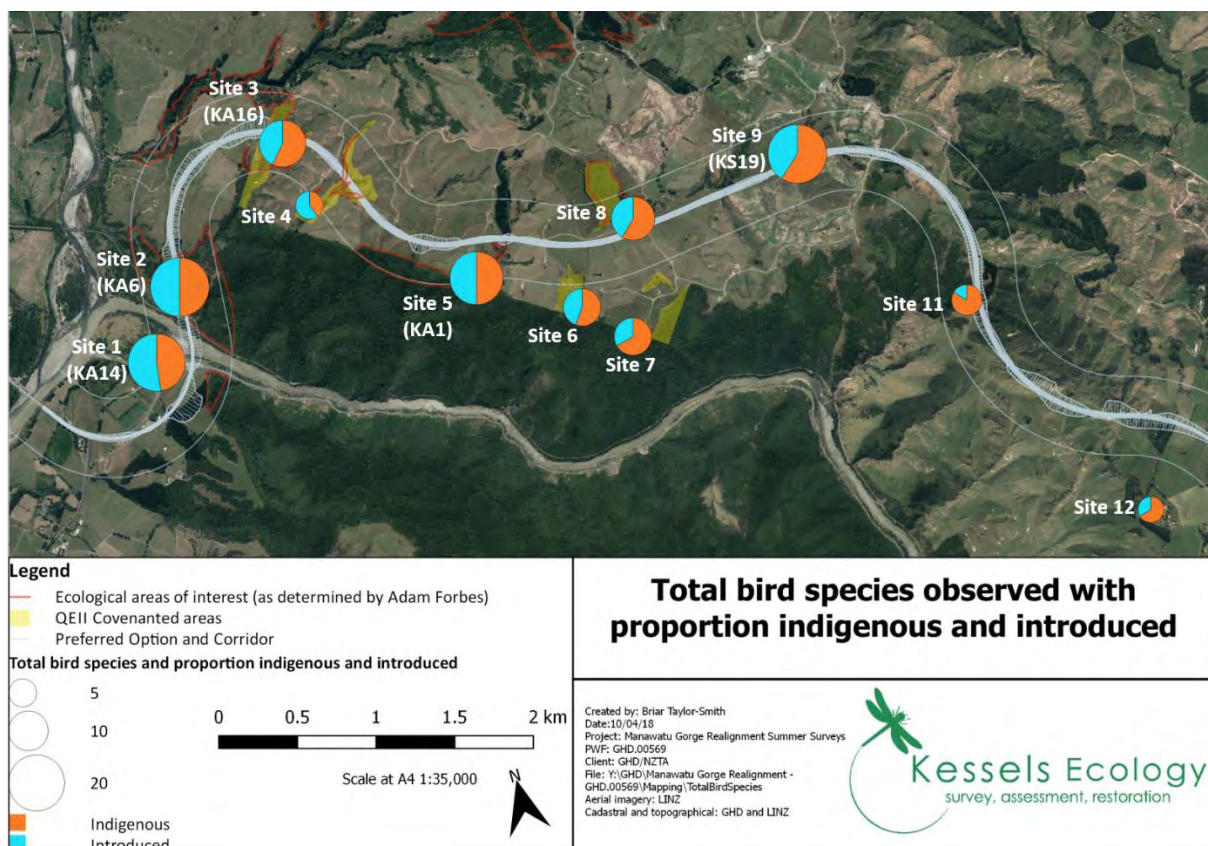 Site 3
(KA16)
Site 4
Site 2
(KA6)
Site 1
(KA14)
Site 5
(KA1)
Site 6
Site 7
Site 8
Site 9
(KS19)
Site 11
Site 12
Legend
Ecological areas of interest (as determined by Adam Forbes)
QEII Covenanted areas
Preferred Option and Corridor
Total bird species and proportion indigenous and introduced
5
10
20
Indigenous
Introduced
0 0.5 1 1.5 2 km
Scale at A4 1:35,000
N
Total bird species observed with
proportion indigenous and introduced
Created by: Briar Taylor-Smith
Date:10/04/18
Project: Manawatu Gorge Realignment Summer Surveys
PWF: GHD.00569
Client: GHD/NZTA
File: Y:\GHD\Manawatu Gorge Realignment -
GHD.00569\Mapping\TotalBirdSpecies
Aerial imagery: LINZ
Cadastral and topographical: GHD and LINZ
Kessels Ecology
survey, assessment, restoration